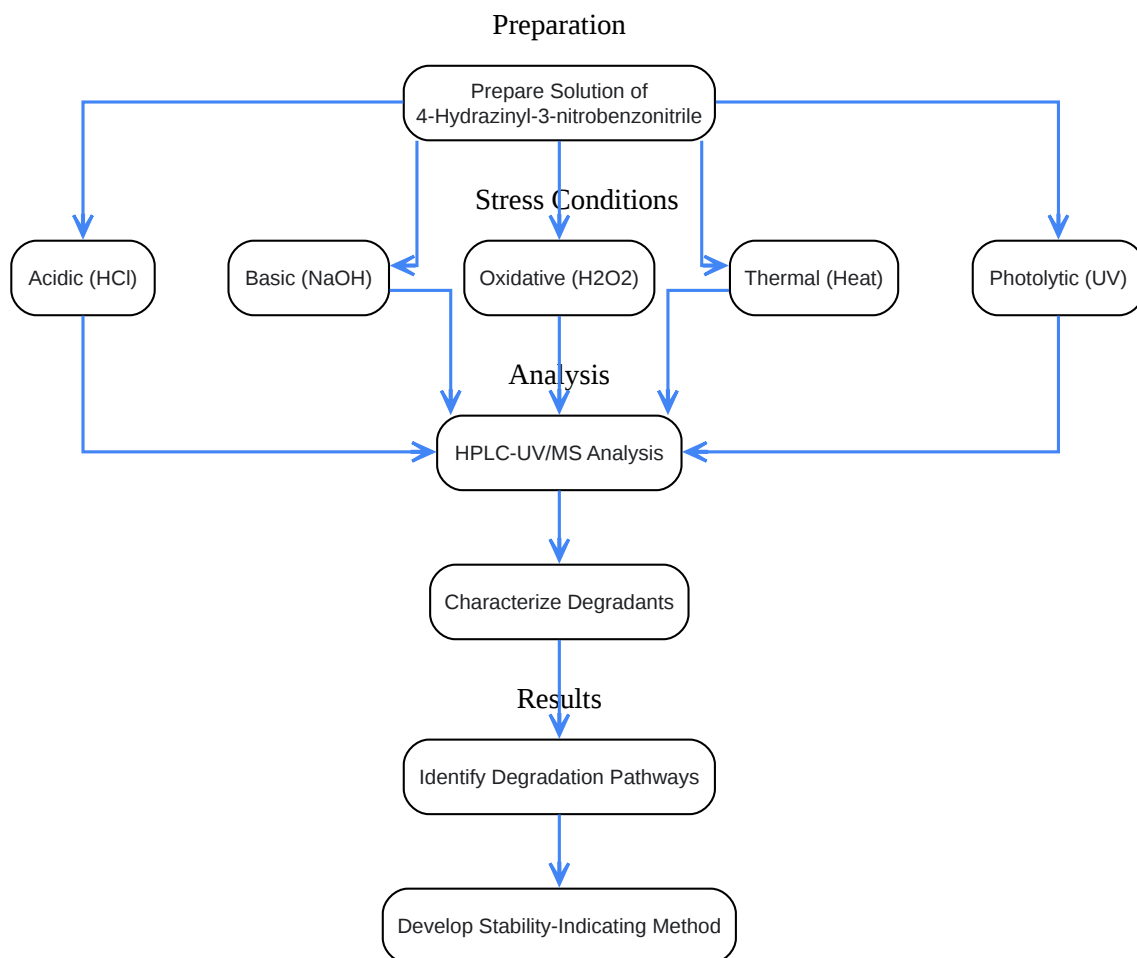 Preparation
Prepare Solution of
4-Hydrazinyl-3-nitrobenzonitrile
Stress Conditions
Acidic (HCl)
Basic (NaOH)
Oxidative (H2O2)
Thermal (Heat)
Photolytic (UV)
Analysis
HPLC-UV/MS Analysis
Characterize Degradants
Results
Identify Degradation Pathways
Develop Stability-Indicating Method